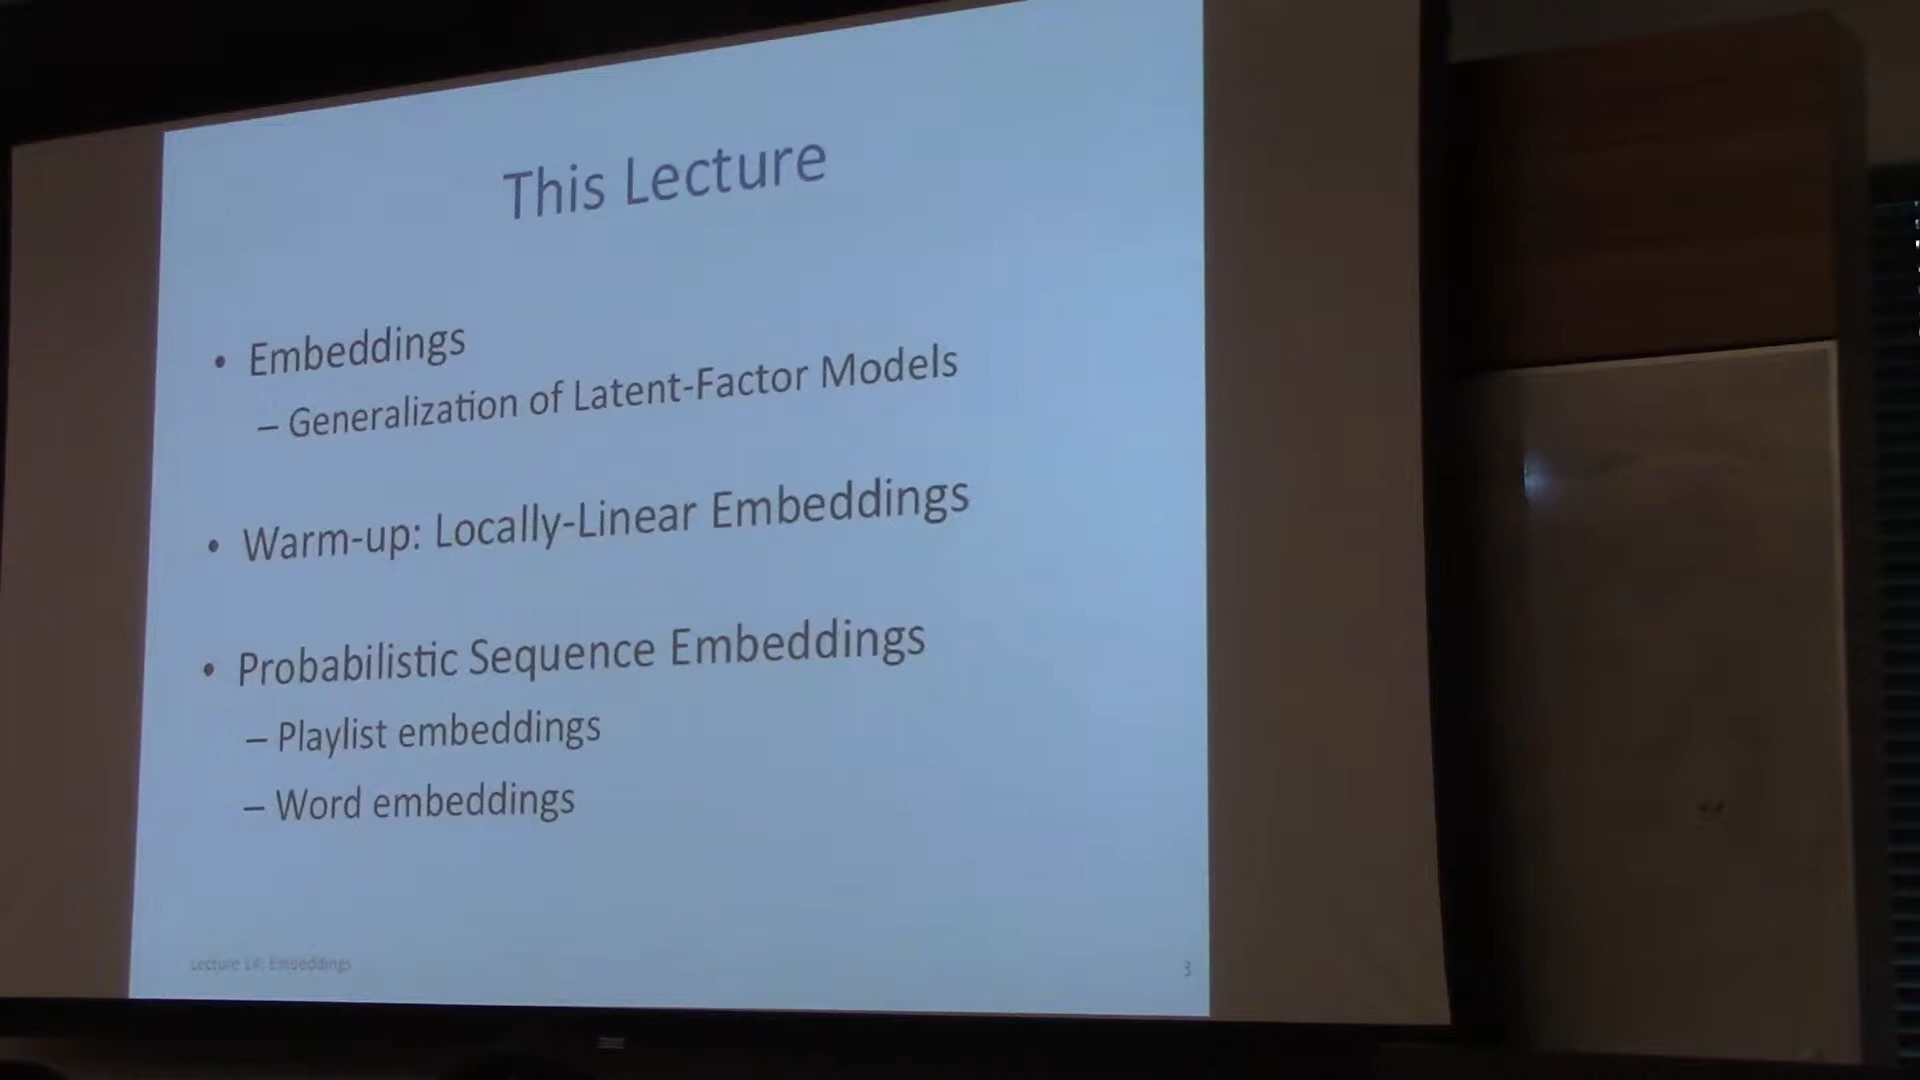 This Lecture
• Embeddings
– Generalization of Latent-Factor Models
• Warm-up: Locally-Linear Embeddings
• Probabilistic Sequence Embeddings
– Playlist embeddings
– Word embeddings
Lecture 14: Embeddings
3